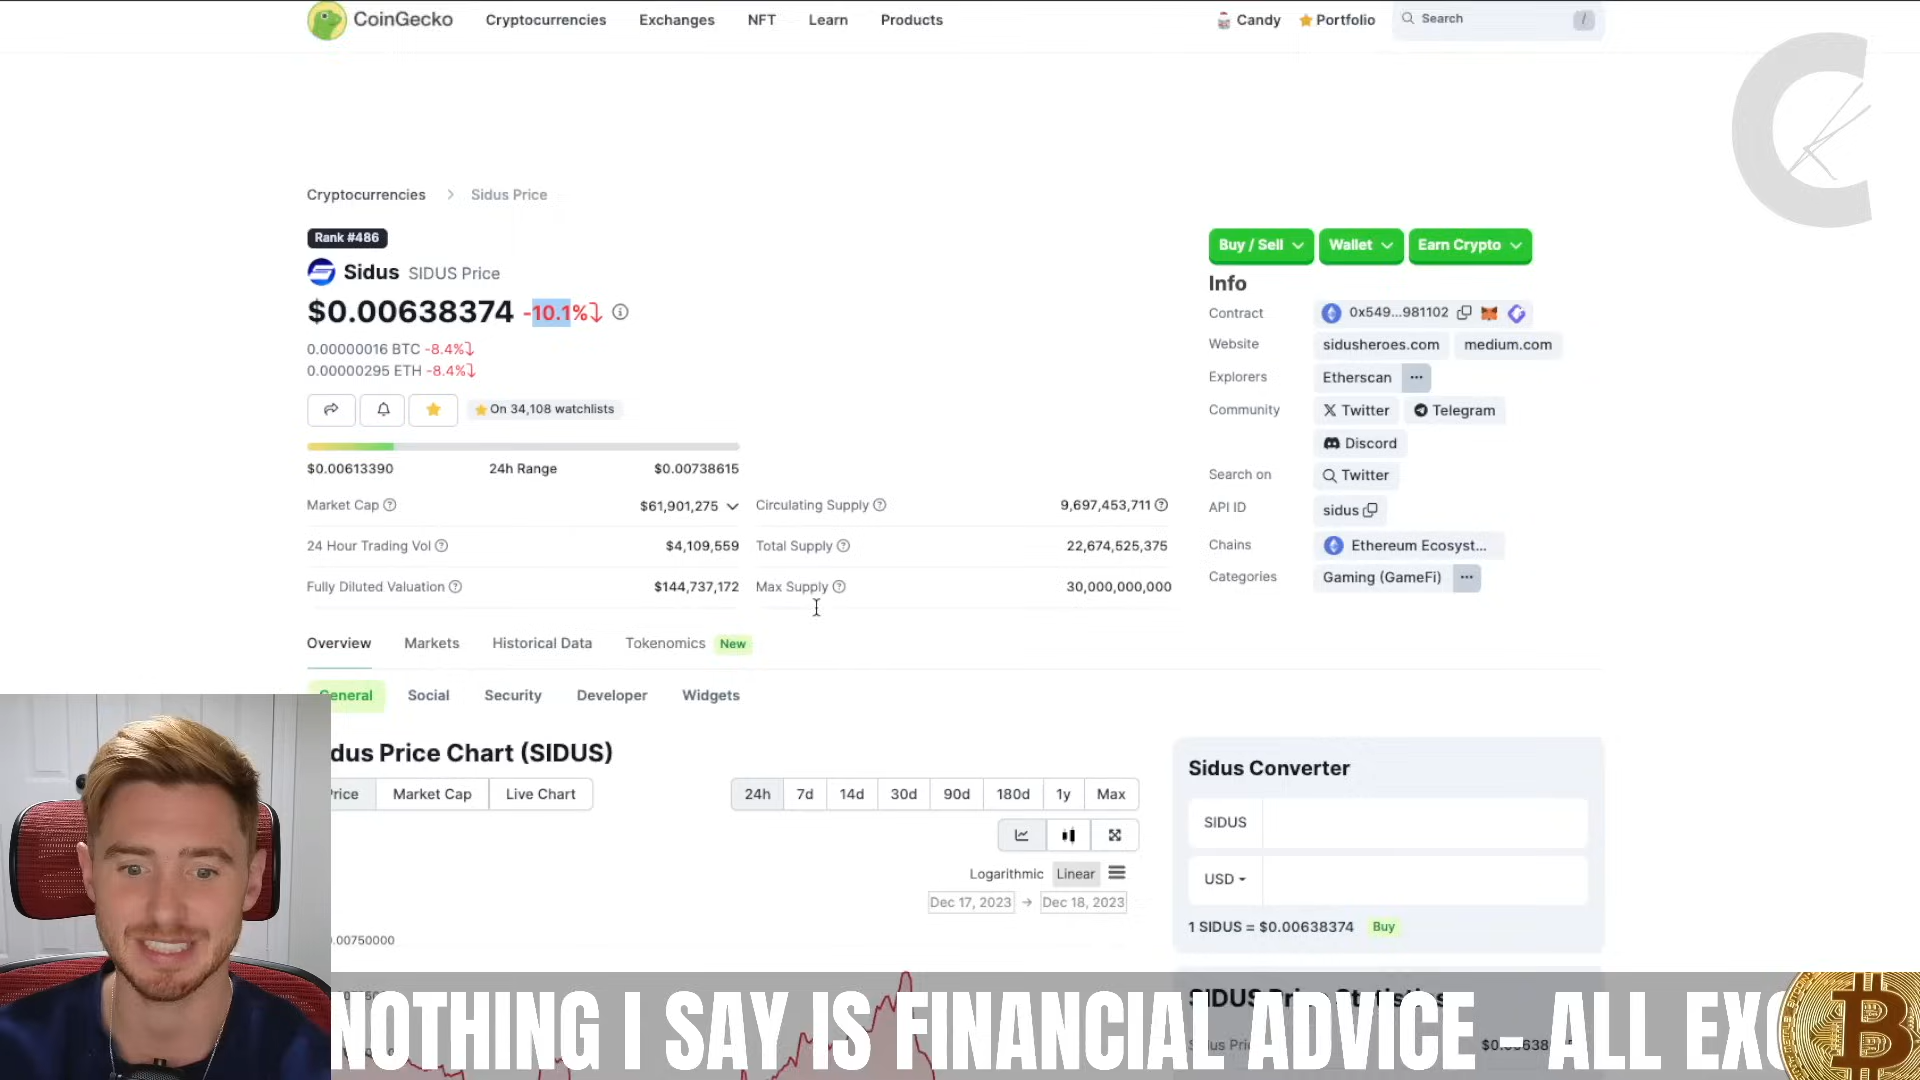 CoinGecko Cryptocurrencies Exchanges NFT Learn Products Candy Portfolio Search /
Cryptocurrencies > Sidus Price
Rank #486
Sidus SIDUS Price
$0.00638374 -10.1%
0.00000016 BTC -8.4%
0.00000295 ETH -8.4%
On 34,108 watchlists
$0.00613390 24h Range $0.00738615
Market Cap $61,901,275 Circulating Supply 9,697,453,711
24 Hour Trading Vol $4,109,559 Total Supply 22,674,525,375
Fully Diluted Valuation $144,737,172 Max Supply 30,000,000,000
Buy / Sell Wallet Earn Crypto
Info
Contract 0x549...981102
Website sidusheroes.com medium.com
Explorers Etherscan ...
Community Twitter Telegram
Discord
Search on Twitter
API ID sidus
Chains Ethereum Ecosyst...
Categories Gaming (GameFi) ...
Overview Markets Historical Data Tokenomics New
General Social Security Developer Widgets
dus Price Chart (SIDUS)
Price Market Cap Live Chart 24h 7d 14d 30d 90d 180d 1y Max
Logarithmic Linear
Dec 17, 2023 → Dec 18, 2023
0.00750000
Sidus Converter
SIDUS
USD
1 SIDUS = $0.00638374 Buy
NOTHING I SAY IS FINANCIAL ADVICE - ALL EXC